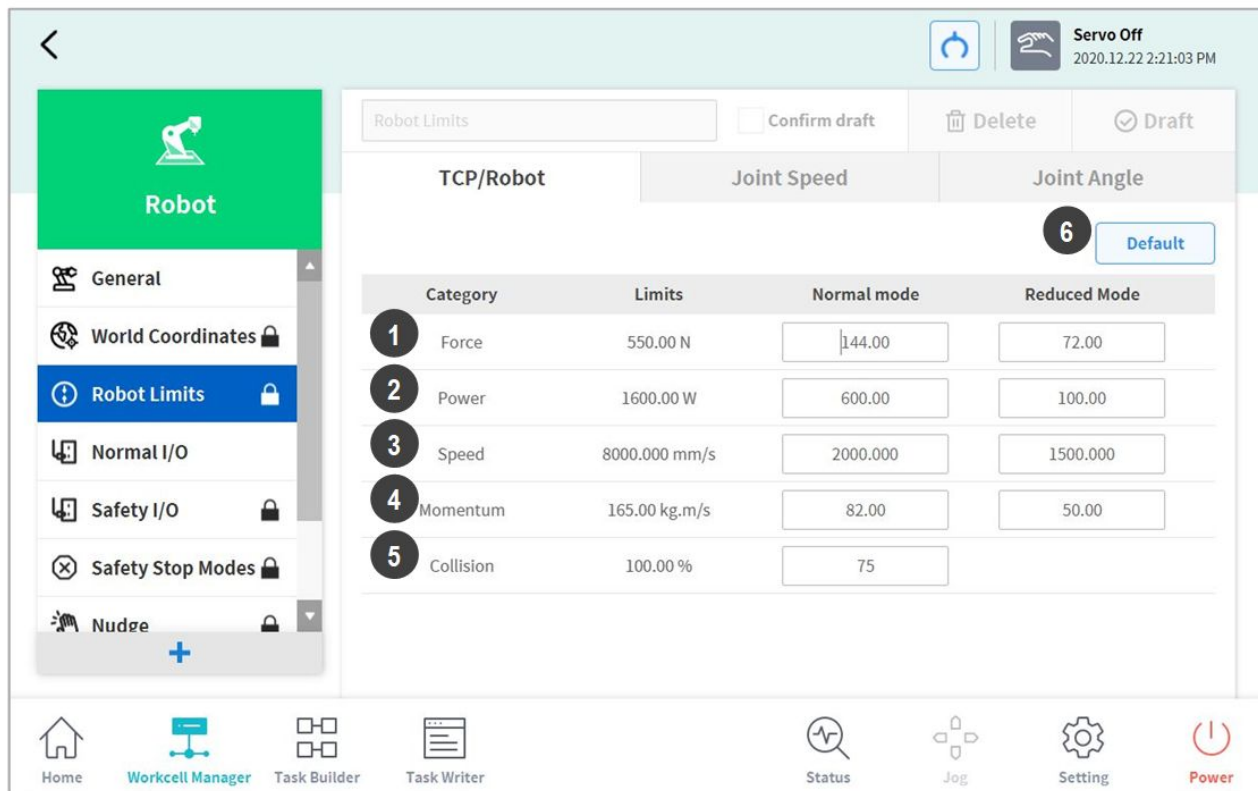 Servo Off
2020.12.22 2:21:03 PM
Robot
General
World Coordinates
Robot Limits
Normal I/O
Safety I/O
Safety Stop Modes
Nudge
+
Robot Limits
Confirm draft
Delete
Draft
TCP/Robot
Joint Speed
Joint Angle
6
Default
Category Limits Normal mode Reduced Mode
1 Force 550.00 N 144.00 72.00
2 Power 1600.00 W 600.00 100.00
3 Speed 8000.000 mm/s 2000.000 1500.000
4 Momentum 165.00 kg.m/s 82.00 50.00
5 Collision 100.00 % 75
Home
Workcell Manager
Task Builder
Task Writer
Status
Jog
Setting
Power